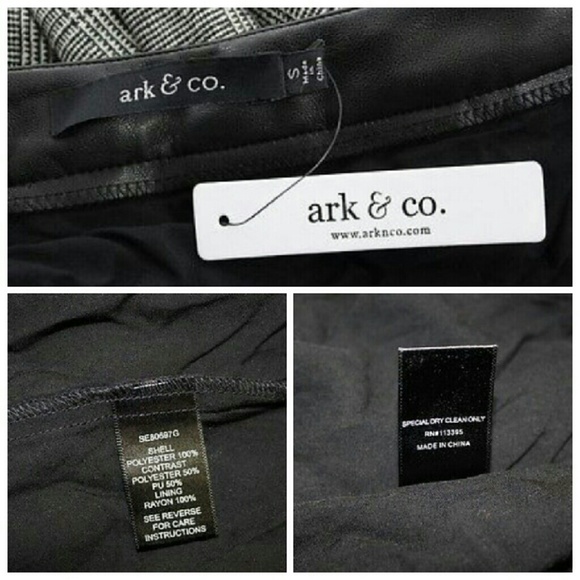 ark & co.
S
Made
in
China
ark & co.
www.arknco.com
SE80597G
SHELL
POLYESTER 100%
CONTRAST
POLYESTER 50%
PU 50%
LINING
RAYON 100%
SEE REVERSE
FOR CARE
INSTRUCTIONS
SPECIAL DRY CLEAN ONLY
RN#113395
MADE IN CHINA